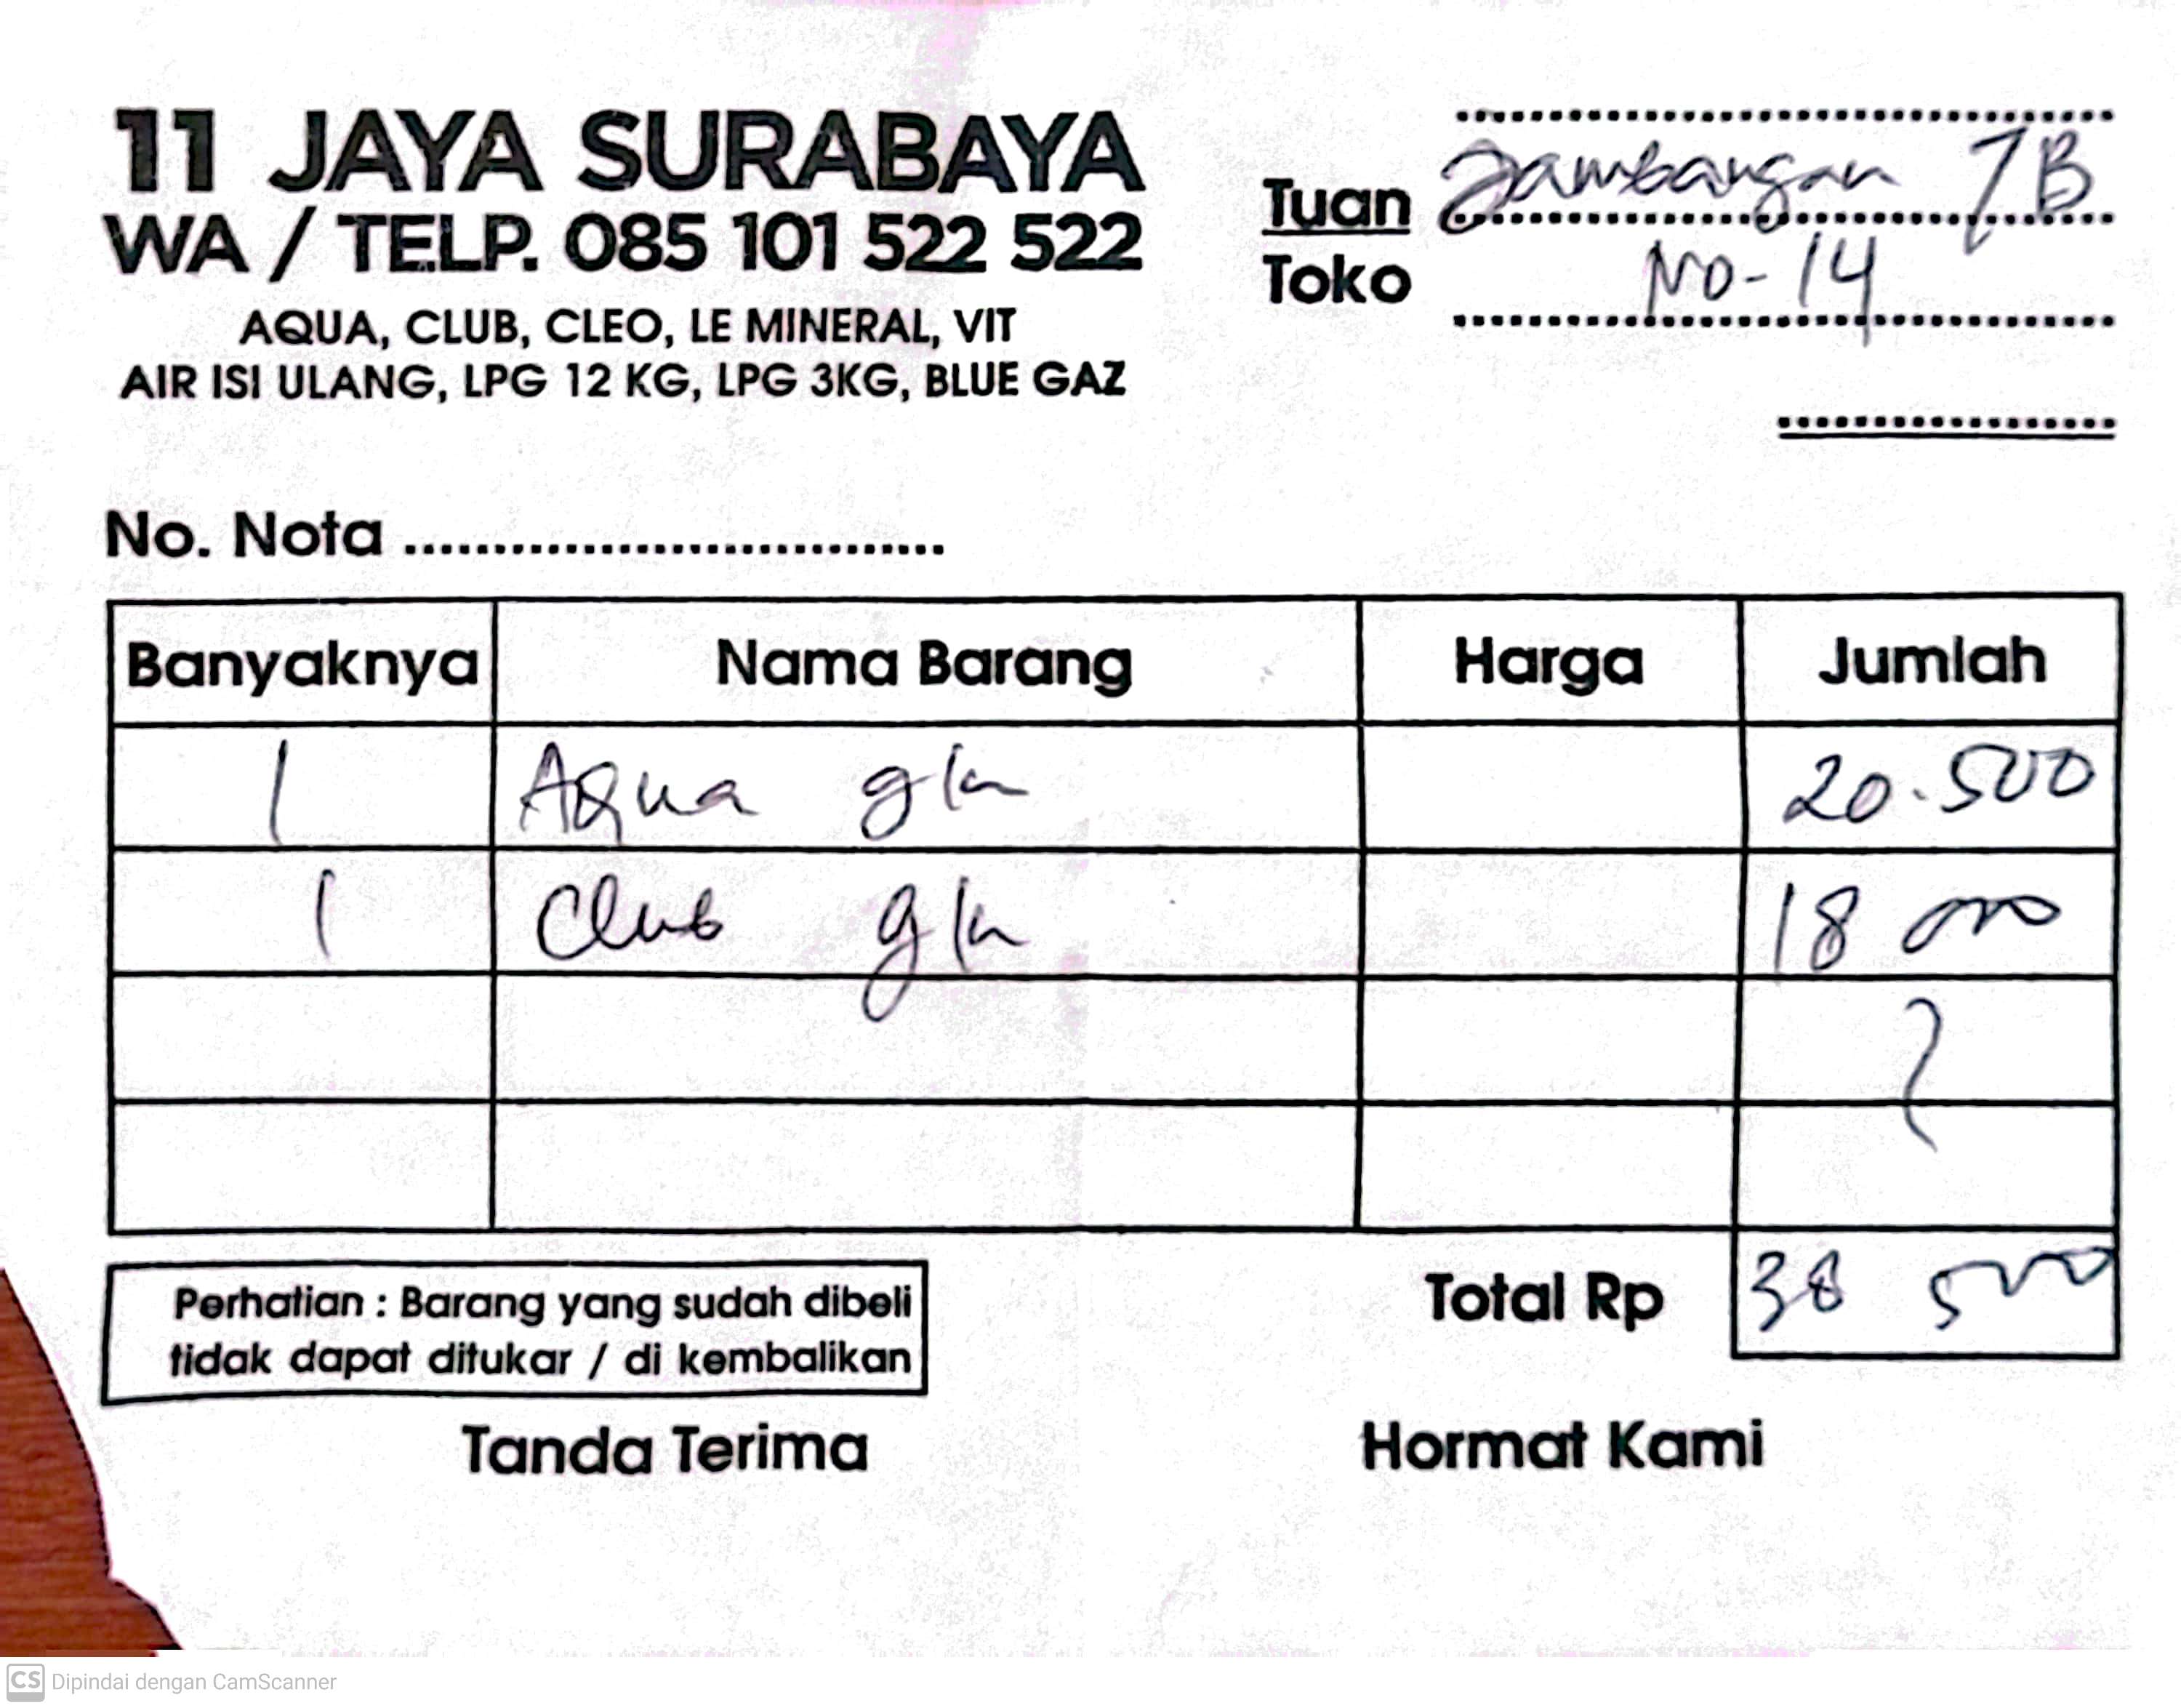 11 JAYA SURABAYA
WA / TELP. 085 101 522 522
AQUA, CLUB, CLEO, LE MINERAL, VIT
AIR ISI ULANG, LPG 12 KG, LPG 3KG, BLUE GAZ
Tuan Jambangan 7B
Toko No-14
No. Nota
Banyaknya Nama Barang Harga Jumlah
1 Aqua gln 20.500
1 Club gln 18 000
Total Rp 38 500
Perhatian : Barang yang sudah dibeli
tidak dapat ditukar / di kembalikan
Tanda Terima Hormat Kami
CS Dipindai dengan CamScanner